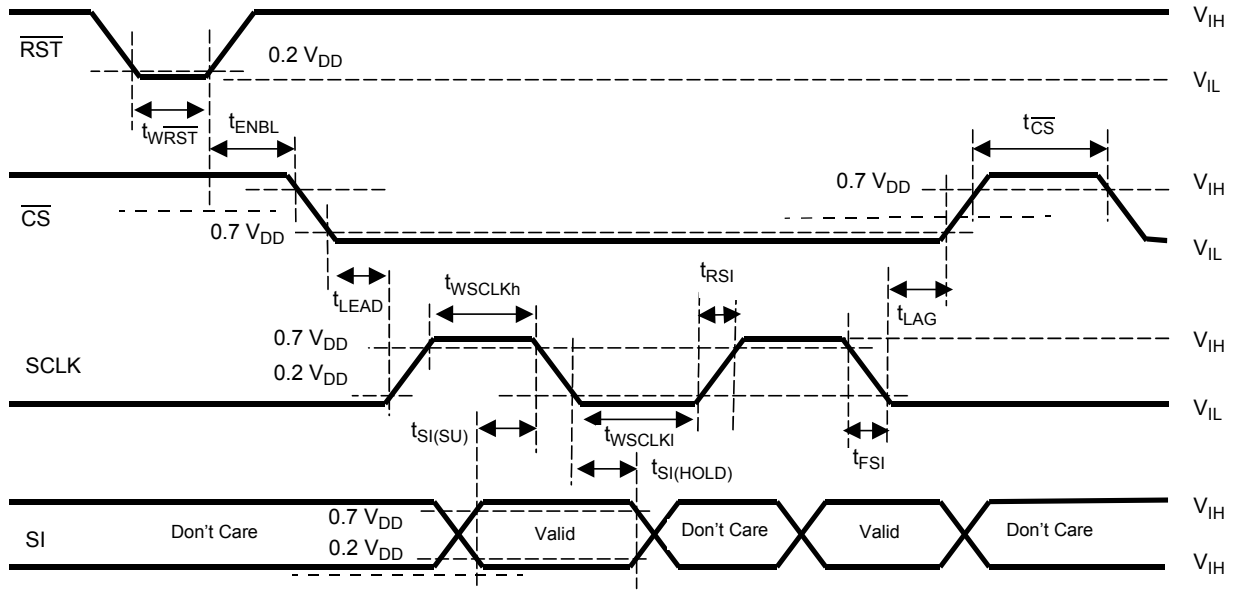 V_IH
RST
0.2 V_DD
V_IL
t_WRST
t_ENBL
t_CS
0.7 V_DD
V_IH
CS
0.7 V_DD
V_IL
t_LEAD
t_WSCLKh
t_RSI
t_LAG
0.7 V_DD
V_IH
SCLK
0.2 V_DD
V_IL
t_SI(SU)
t_WSCLKl
t_FSI
t_SI(HOLD)
V_IH
0.7 V_DD
SI
Don't Care
Valid
Don't Care
Valid
Don't Care
0.2 V_DD
V_IH